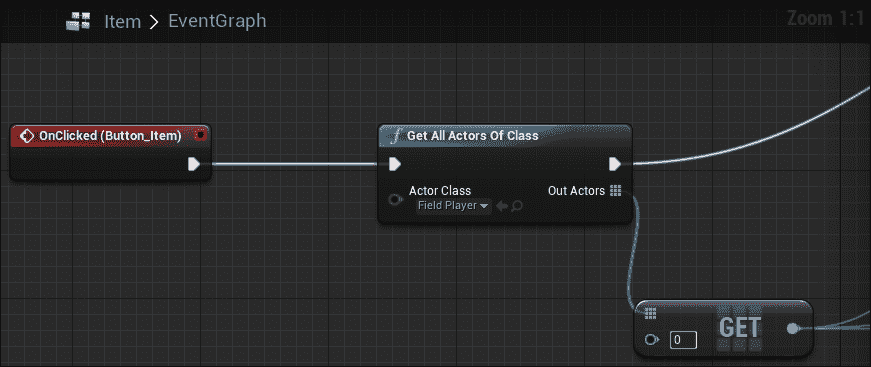 Item > EventGraph
Zoom 1:1
OnClicked (Button_Item)
f Get All Actors Of Class
Actor Class
Out Actors
Field Player
GET
0